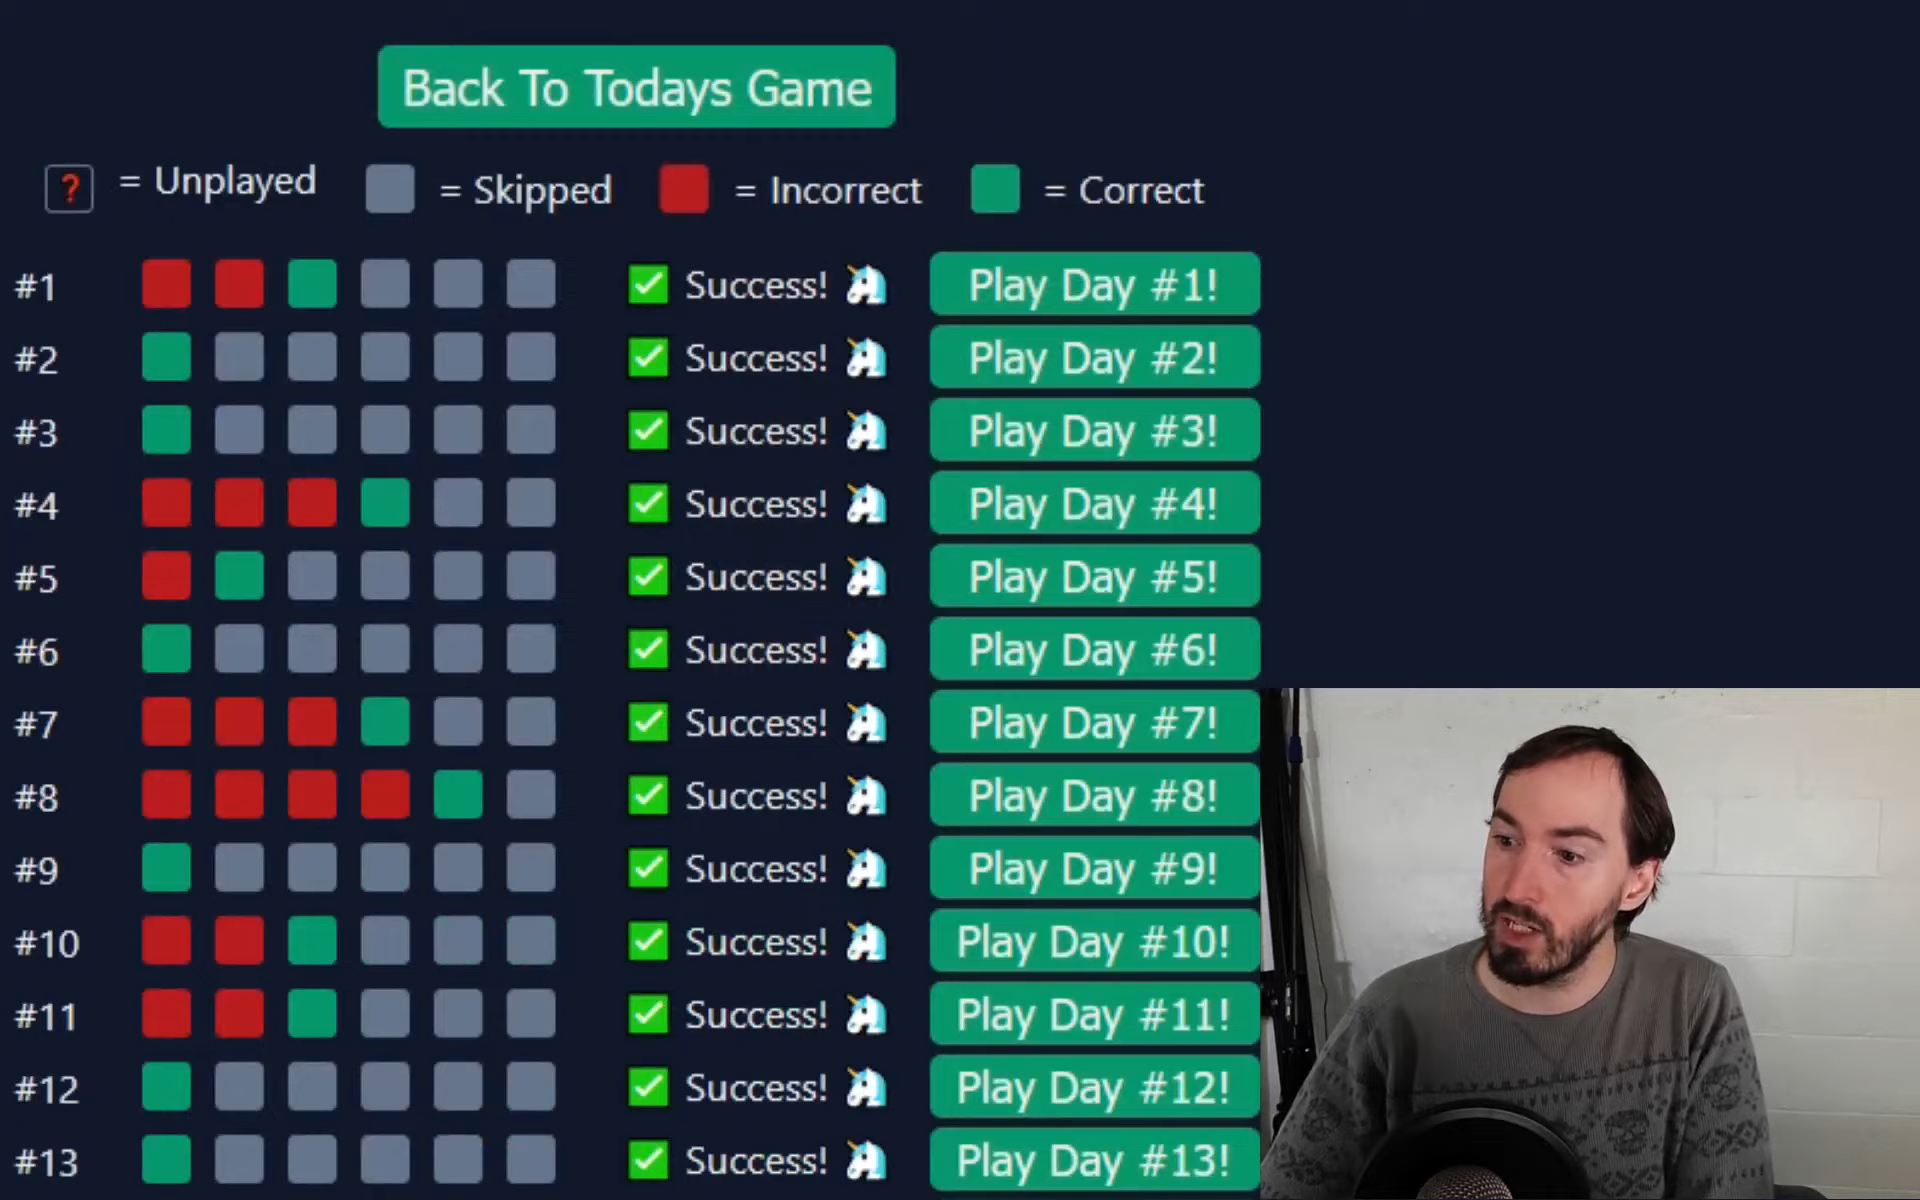 Back To Todays Game
❓ = Unplayed = Skipped = Incorrect = Correct
#1 ✅ Success! 🦄 Play Day #1!
#2 ✅ Success! 🦄 Play Day #2!
#3 ✅ Success! 🦄 Play Day #3!
#4 ✅ Success! 🦄 Play Day #4!
#5 ✅ Success! 🦄 Play Day #5!
#6 ✅ Success! 🦄 Play Day #6!
#7 ✅ Success! 🦄 Play Day #7!
#8 ✅ Success! 🦄 Play Day #8!
#9 ✅ Success! 🦄 Play Day #9!
#10 ✅ Success! 🦄 Play Day #10!
#11 ✅ Success! 🦄 Play Day #11!
#12 ✅ Success! 🦄 Play Day #12!
#13 ✅ Success! 🦄 Play Day #13!